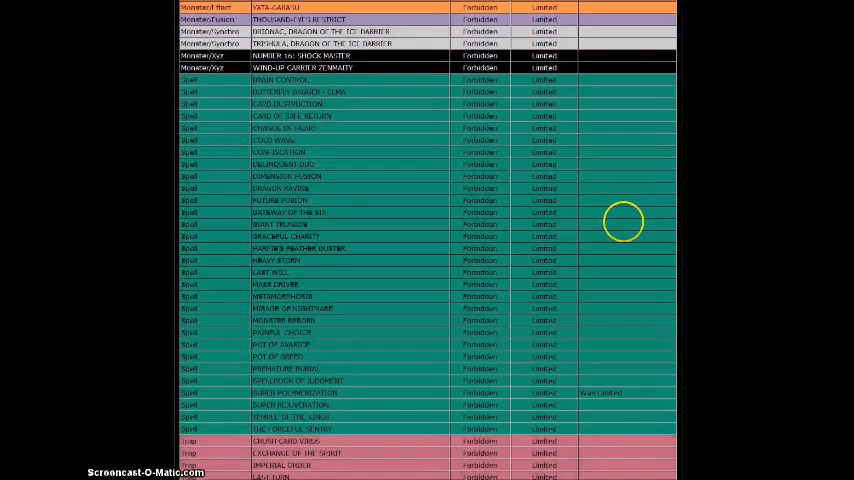 Monster/Effect YATA-GARASU Forbidden Limited
Monster/Fusion THOUSAND-EYES RESTRICT Forbidden Limited
Monster/Synchro BRIONAC, DRAGON OF THE ICE BARRIER Forbidden Limited
Monster/Synchro TRISHULA, DRAGON OF THE ICE BARRIER Forbidden Limited
Monster/Xyz NUMBER 16: SHOCK MASTER Forbidden Limited
Monster/Xyz WIND-UP CARRIER ZENMAITY Forbidden Limited
Spell BRAIN CONTROL Forbidden Limited
Spell BUTTERFLY DAGGER - ELMA Forbidden Limited
Spell CARD DESTRUCTION Forbidden Limited
Spell CARD OF SAFE RETURN Forbidden Limited
Spell CHANGE OF HEART Forbidden Limited
Spell COLD WAVE Forbidden Limited
Spell CONFISCATION Forbidden Limited
Spell DELINQUENT DUO Forbidden Limited
Spell DIMENSION FUSION Forbidden Limited
Spell DRAGON RAVINE Forbidden Limited
Spell FUTURE FUSION Forbidden Limited
Spell GATEWAY OF THE SIX Forbidden Limited
Spell GIANT TRUNADE Forbidden Limited
Spell GRACEFUL CHARITY Forbidden Limited
Spell HARPIE'S FEATHER DUSTER Forbidden Limited
Spell HEAVY STORM Forbidden Limited
Spell LAST WILL Forbidden Limited
Spell MASS DRIVER Forbidden Limited
Spell METAMORPHOSIS Forbidden Limited
Spell MIRAGE OF NIGHTMARE Forbidden Limited
Spell MONSTER REBORN Forbidden Limited
Spell PAINFUL CHOICE Forbidden Limited
Spell POT OF AVARICE Forbidden Limited
Spell POT OF GREED Forbidden Limited
Spell PREMATURE BURIAL Forbidden Limited
Spell SPELLBOOK OF JUDGMENT Forbidden Limited
Spell SUPER POLYMERIZATION Forbidden Limited Was Limited
Spell SUPER REJUVENATION Forbidden Limited
Spell TEMPLE OF THE KINGS Forbidden Limited
Spell THE FORCEFUL SENTRY Forbidden Limited
Trap CRUSH CARD VIRUS Forbidden Limited
Trap EXCHANGE OF THE SPIRIT Forbidden Limited
Trap IMPERIAL ORDER Forbidden Limited
Trap LAST TURN Forbidden Limited
Screencast-O-Matic.com